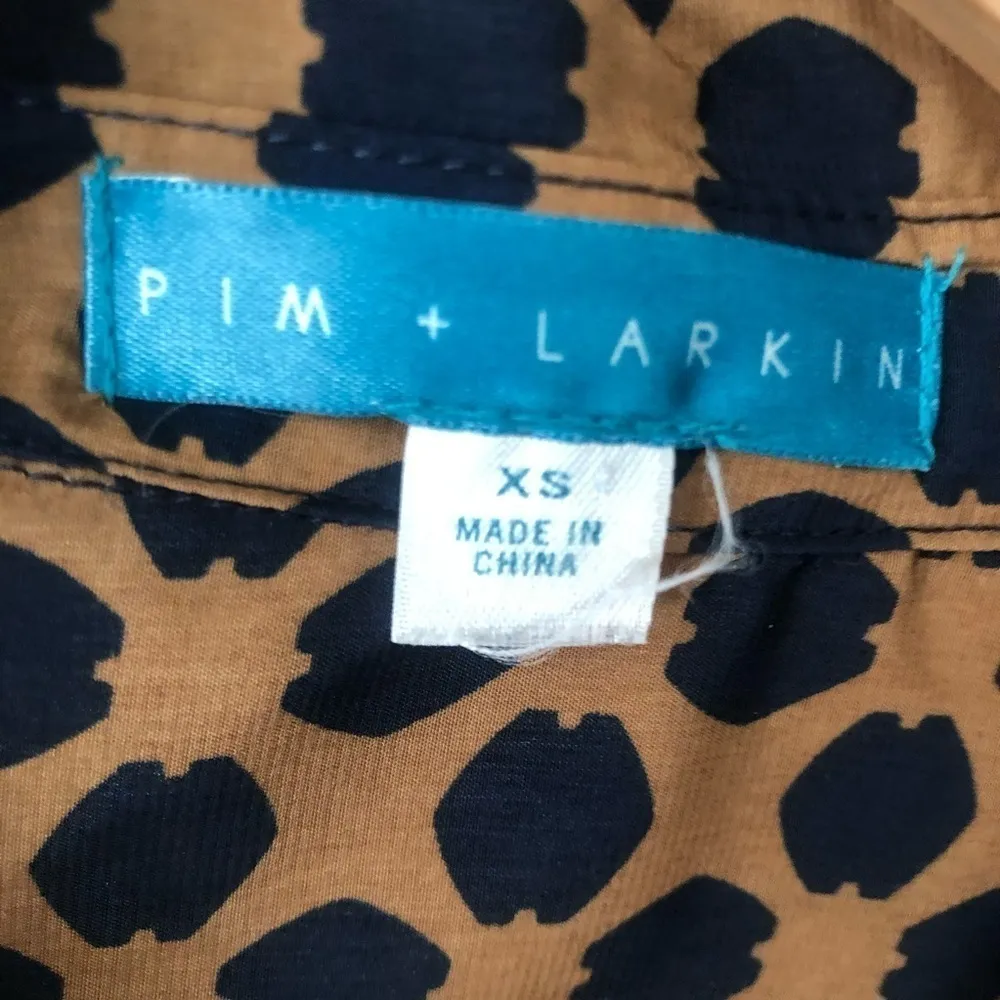 PIM + LARKIN
XS
MADE IN
CHINA